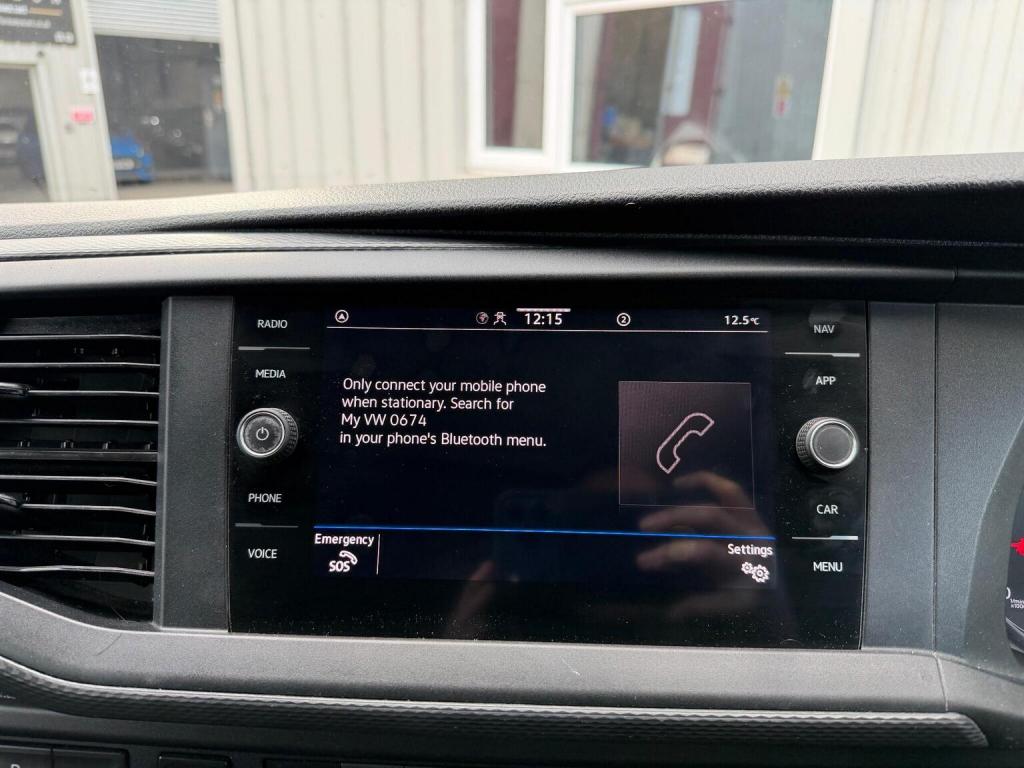 12:15
2
12.5°C
RADIO
MEDIA
PHONE
VOICE
Only connect your mobile phone
when stationary. Search for
My VW 0674
in your phone's Bluetooth menu.
Emergency
SOS
Settings
NAV
APP
CAR
MENU